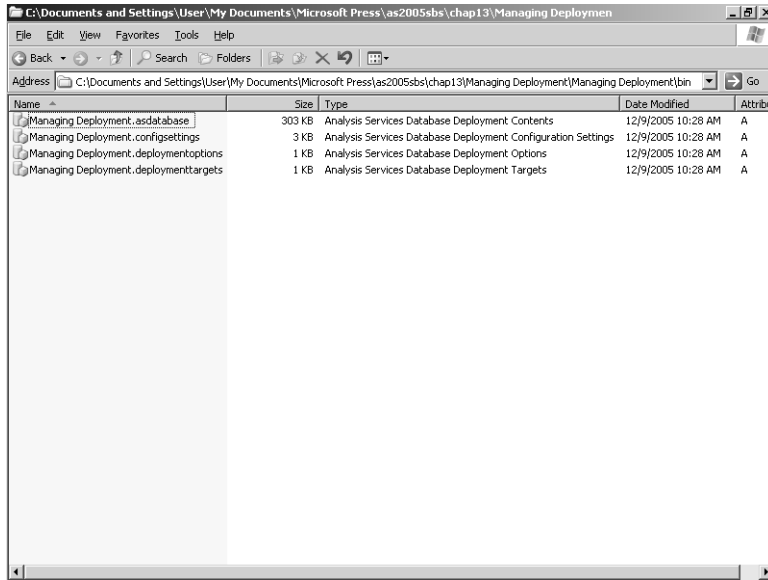 C:\Documents and Settings\User\My Documents\Microsoft Press\as2005sbs\chap13\Managing Deploymen
File Edit View Favorites Tools Help
Back Search Folders
Address C:\Documents and Settings\User\My Documents\Microsoft Press\as2005sbs\chap13\Managing Deployment\Managing Deployment\bin Go
Name Size Type Date Modified Attribu
Managing Deployment.asdatabase 303 KB Analysis Services Database Deployment Contents 12/9/2005 10:28 AM A
Managing Deployment.configsettings 3 KB Analysis Services Database Deployment Configuration Settings 12/9/2005 10:28 AM A
Managing Deployment.deploymentoptions 1 KB Analysis Services Database Deployment Options 12/9/2005 10:28 AM A
Managing Deployment.deploymenttargets 1 KB Analysis Services Database Deployment Targets 12/9/2005 10:28 AM A